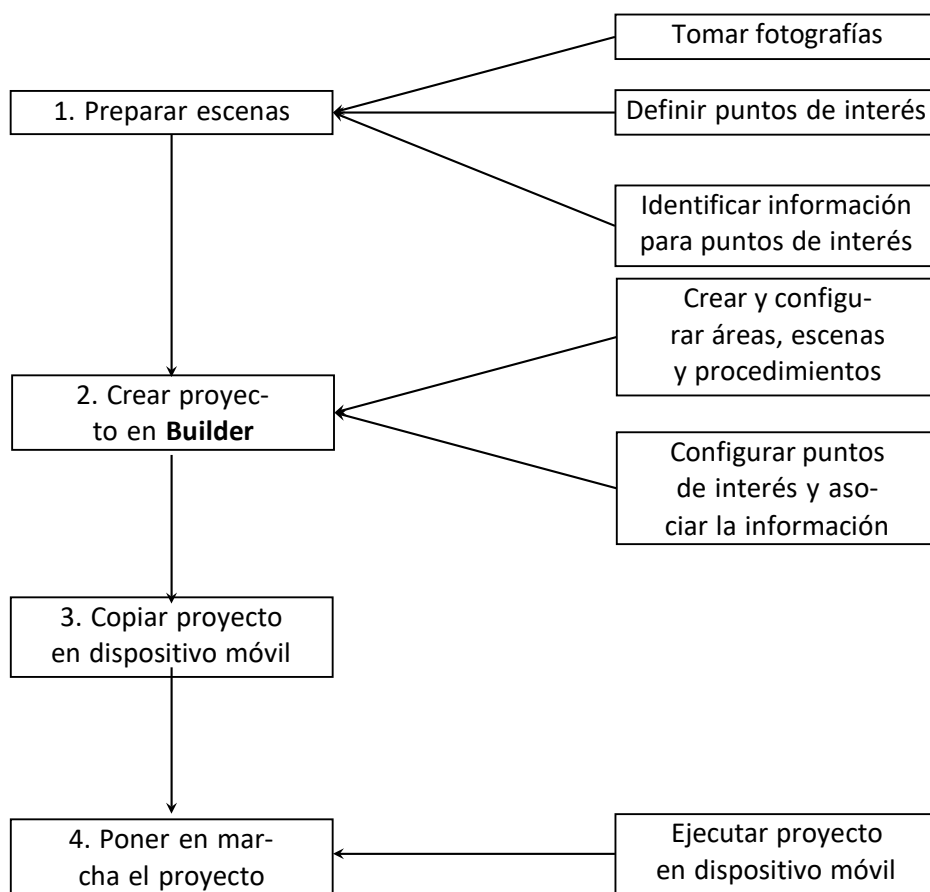 Tomar fotografías
1. Preparar escenas
Definir puntos de interés
Identificar información
para puntos de interés
Crear y configu-
rar áreas, escenas
y procedimientos
2. Crear proyec-
to en Builder
Configurar puntos
de interés y aso-
ciar la información
3. Copiar proyecto
en dispositivo móvil
4. Poner en mar-
cha el proyecto
Ejecutar proyecto
en dispositivo móvil